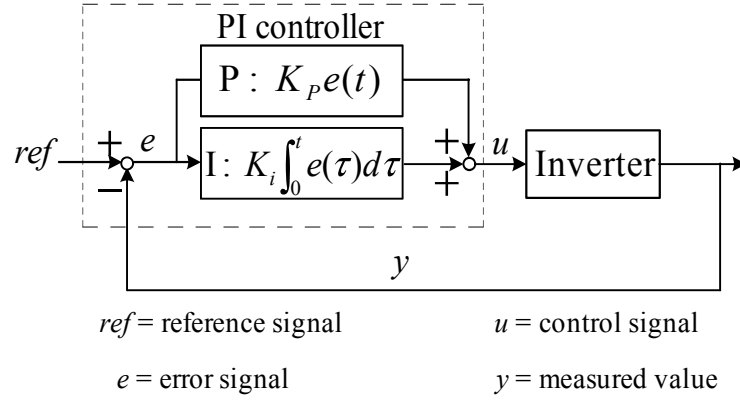 PI controller
P : K_P e(t)
ref
+
−
e
I : K_i ∫_0^t e(τ)dτ
+
+
u
Inverter
y
ref = reference signal
u = control signal
e = error signal
y = measured value